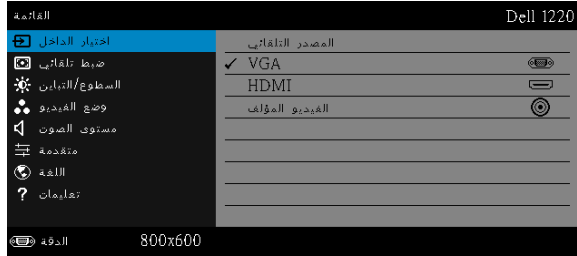 القائمة
Dell 1220
اختيار الداخل
ضبط تلقائي
السطوع/التباين
وضع الفيديو
مستوى الصوت
متقدمة
اللغة
تعليمات
المصدر التلقائي
VGA
HDMI
الفيديو المؤلف
الدقة 800x600